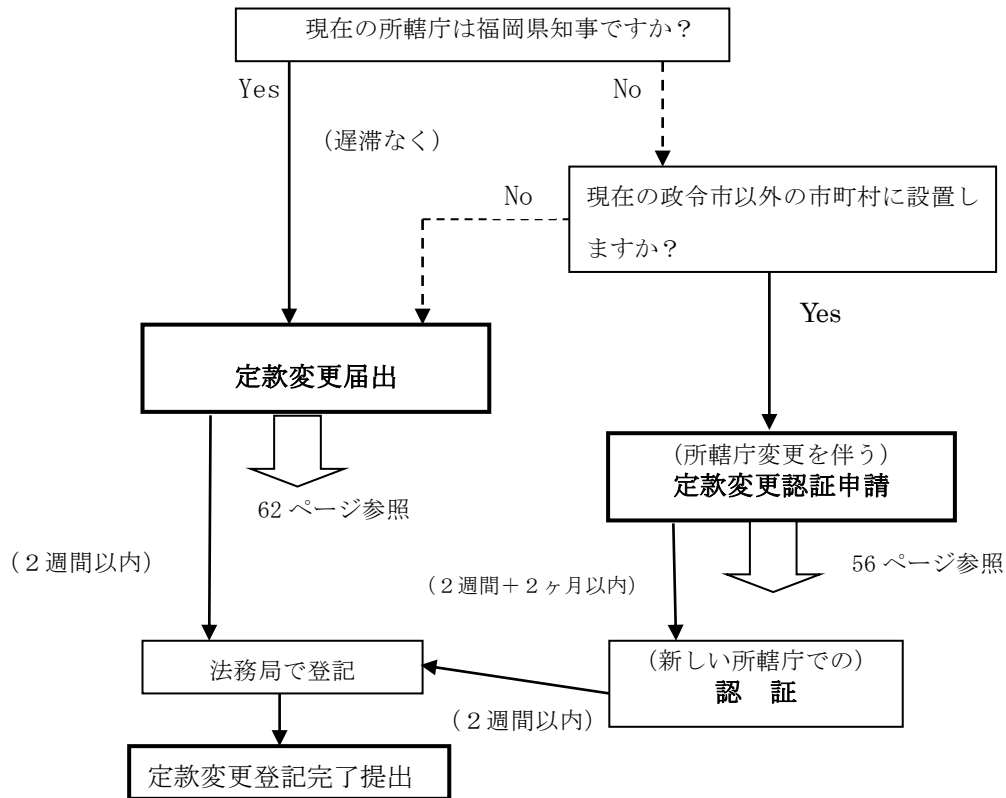 現在の所轄庁は福岡県知事ですか？
Yes
No
（遅滞なく）
現在の政令市以外の市町村に設置し
ますか？
No
Yes
定款変更届出
（所轄庁変更を伴う）
定款変更認証申請
62 ページ参照
（２週間以内）
56 ページ参照
（２週間＋２ヶ月以内）
法務局で登記
（新しい所轄庁での）
認　証
（２週間以内）
定款変更登記完了提出